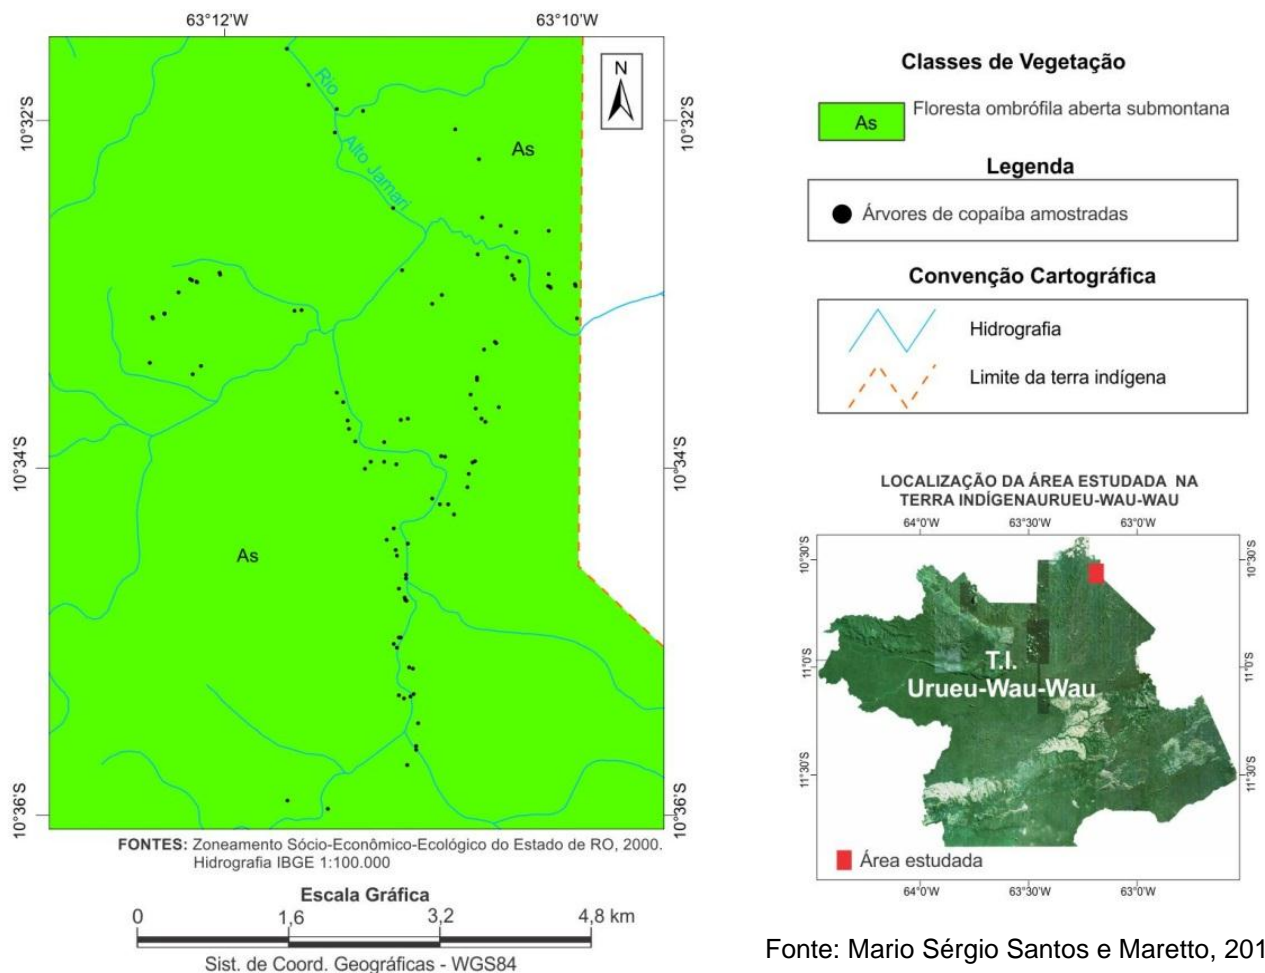 63°12'W
63°10'W
10°32'S
10°34'S
10°36'S
10°32'S
10°34'S
10°36'S
N
Rio
Alto Jamari
As
As
FONTES: Zoneamento Sócio-Econômico-Ecológico do Estado de RO, 2000.
Hidrografia IBGE 1:100.000
Escala Gráfica
0 1,6 3,2 4,8 km
Sist. de Coord. Geográficas - WGS84
Classes de Vegetação
As
Floresta ombrófila aberta submontana
Legenda
Árvores de copaíba amostradas
Convenção Cartográfica
Hidrografia
Limite da terra indígena
LOCALIZAÇÃO DA ÁREA ESTUDADA NA
TERRA INDÍGENAURUEU-WAU-WAU
64°0'W 63°30'W 63°0'W
10°30'S
11°0'S
11°30'S
10°30'S
11°0'S
11°30'S
T.I.
Urueu-Wau-Wau
Área estudada
64°0'W 63°30'W 63°0'W
Fonte: Mario Sérgio Santos e Maretto, 201